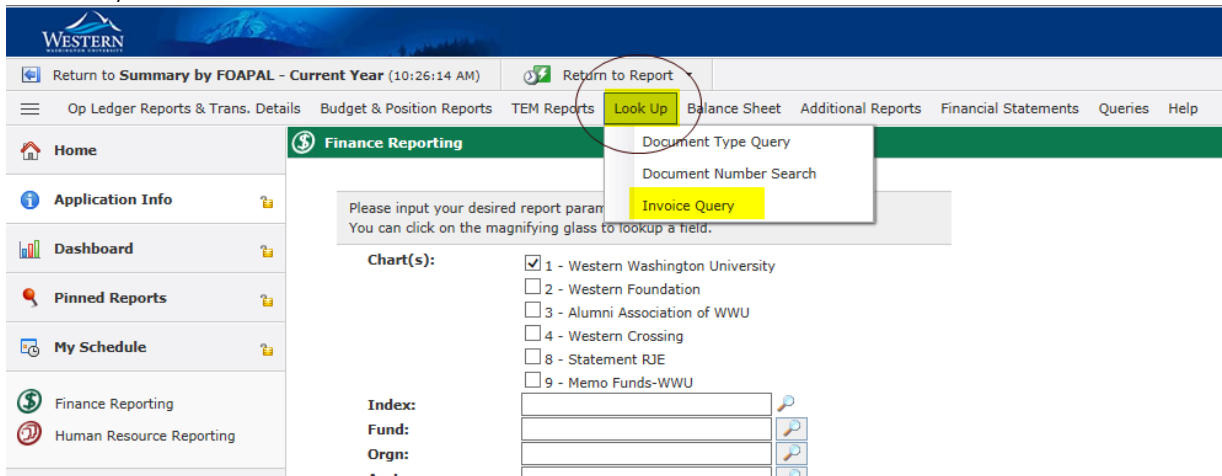 WESTERN
WASHINGTON UNIVERSITY
Return to Summary by FOAPAL - Current Year (10:26:14 AM) Return to Report
Op Ledger Reports & Trans. Details Budget & Position Reports TEM Reports Look Up Balance Sheet Additional Reports Financial Statements Queries Help
Home
Finance Reporting
Document Type Query
Document Number Search
Invoice Query
Application Info
Please input your desired report param
You can click on the magnifying glass to lookup a field.
Dashboard
Chart(s):
1 - Western Washington University
2 - Western Foundation
Pinned Reports
3 - Alumni Association of WWU
4 - Western Crossing
My Schedule
8 - Statement RJE
9 - Memo Funds-WWU
Finance Reporting
Index:
Human Resource Reporting
Fund:
Orgn: